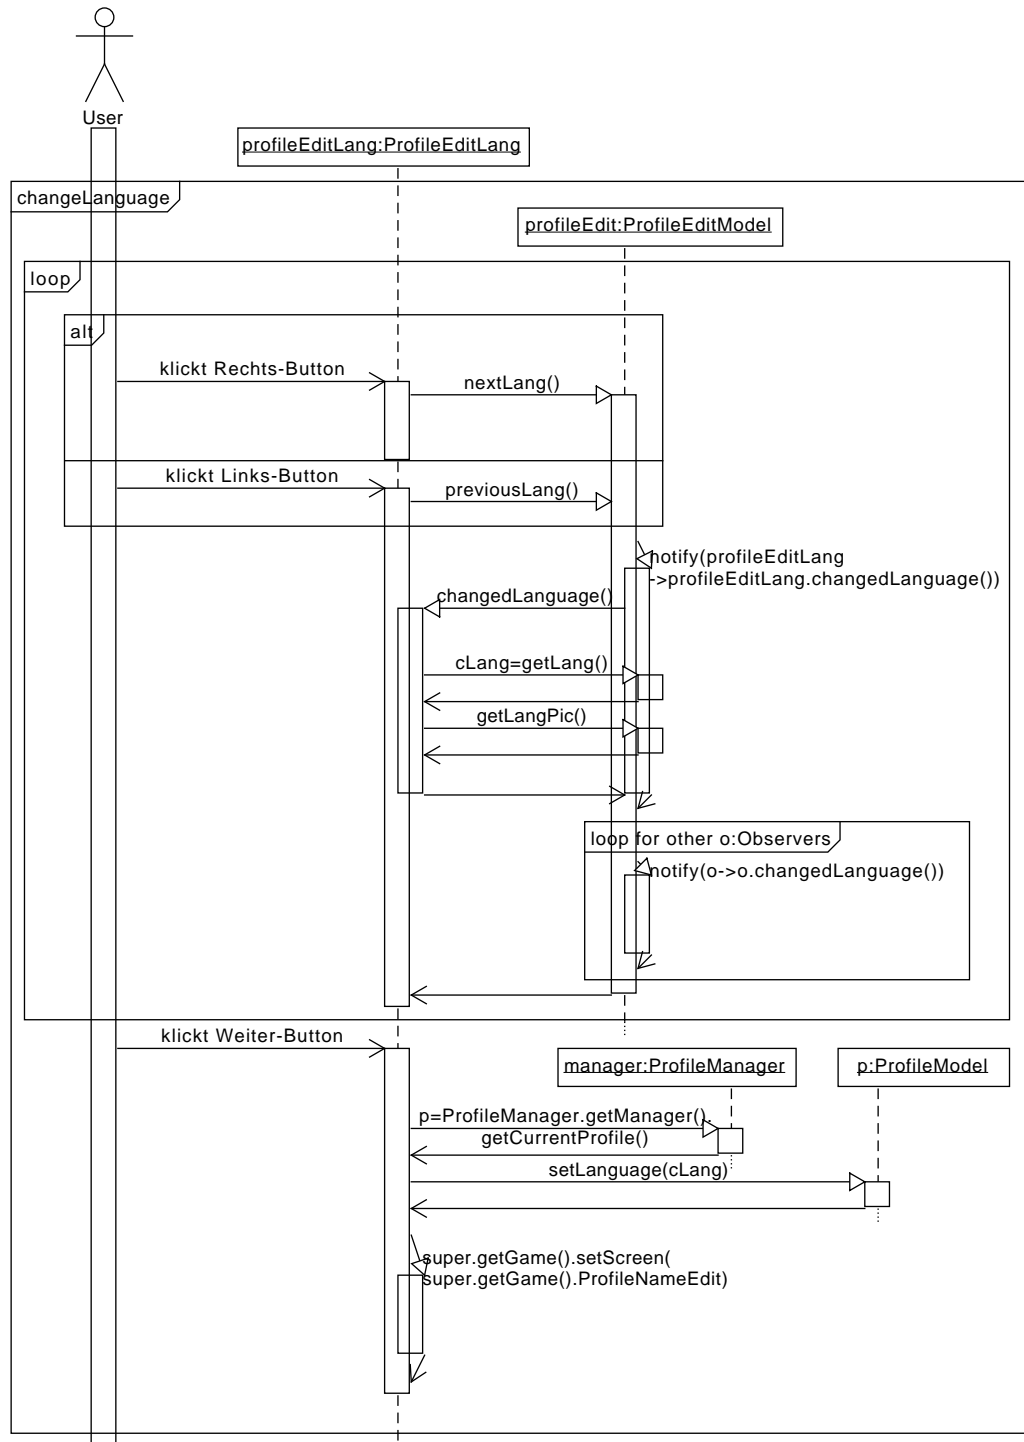 User
profileEditLang:ProfileEditLang
changeLanguage
profileEdit:ProfileEditModel
loop
alt
klickt Rechts-Button
nextLang()
klickt Links-Button
previousLang()
notify(profileEditLang
->profileEditLang.changedLanguage())
changedLanguage()
cLang=getLang()
getLangPic()
loop for other o:Observers
notify(o->o.changedLanguage())
klickt Weiter-Button
manager:ProfileManager
p:ProfileModel
p=ProfileManager.getManager().
getCurrentProfile()
setLanguage(cLang)
super.getGame().setScreen(
super.getGame().ProfileNameEdit)